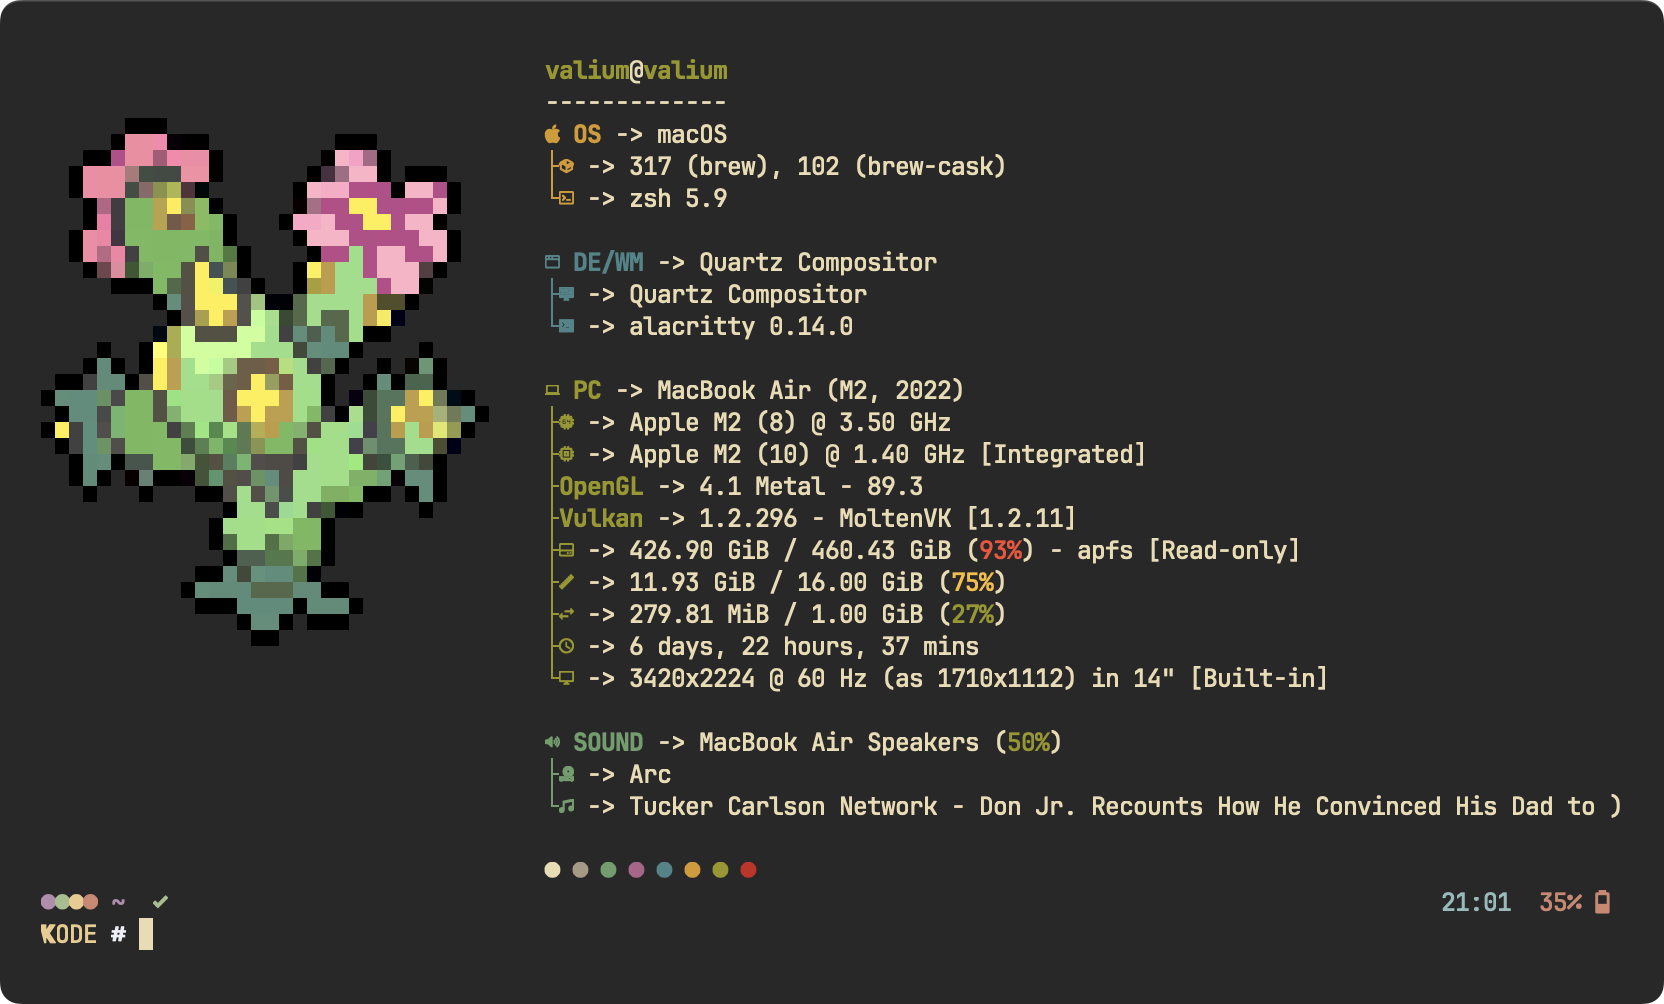 valium@valium
-------------
OS -> macOS
-> 317 (brew), 102 (brew-cask)
-> zsh 5.9
DE/WM -> Quartz Compositor
-> Quartz Compositor
-> alacritty 0.14.0
PC -> MacBook Air (M2, 2022)
-> Apple M2 (8) @ 3.50 GHz
-> Apple M2 (10) @ 1.40 GHz [Integrated]
OpenGL -> 4.1 Metal - 89.3
Vulkan -> 1.2.296 - MoltenVK [1.2.11]
-> 426.90 GiB / 460.43 GiB (93%) - apfs [Read-only]
-> 11.93 GiB / 16.00 GiB (75%)
-> 279.81 MiB / 1.00 GiB (27%)
-> 6 days, 22 hours, 37 mins
-> 3420x2224 @ 60 Hz (as 1710x1112) in 14" [Built-in]
SOUND -> MacBook Air Speakers (50%)
-> Arc
-> Tucker Carlson Network - Don Jr. Recounts How He Convinced His Dad to )
~ ✔ 21:01 35%
KODE #